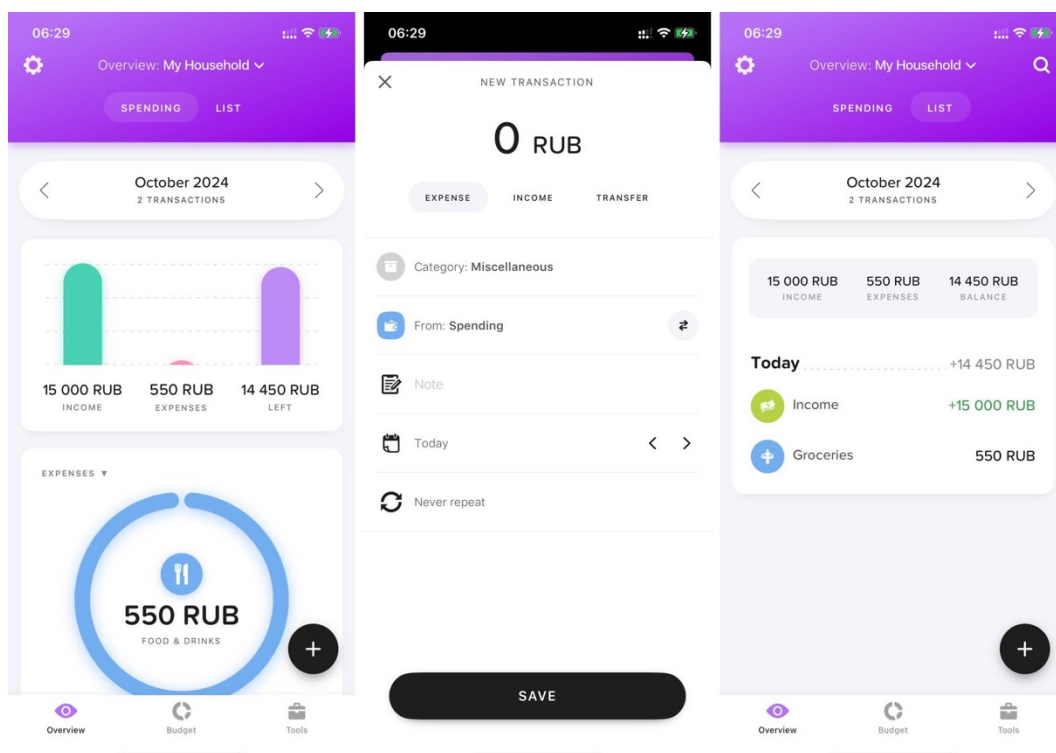 06:29
Overview: My Household
SPENDING LIST
October 2024
2 TRANSACTIONS
15 000 RUB 550 RUB 14 450 RUB
INCOME EXPENSES LEFT
EXPENSES ▼
550 RUB
FOOD & DRINKS
+
Overview Budget Tools
06:29
NEW TRANSACTION
0 RUB
EXPENSE INCOME TRANSFER
Category: Miscellaneous
From: Spending
Note
Today
Never repeat
SAVE
06:29
Overview: My Household
SPENDING LIST
October 2024
2 TRANSACTIONS
15 000 RUB 550 RUB 14 450 RUB
INCOME EXPENSES BALANCE
Today +14 450 RUB
Income +15 000 RUB
Groceries 550 RUB
+
Overview Budget Tools